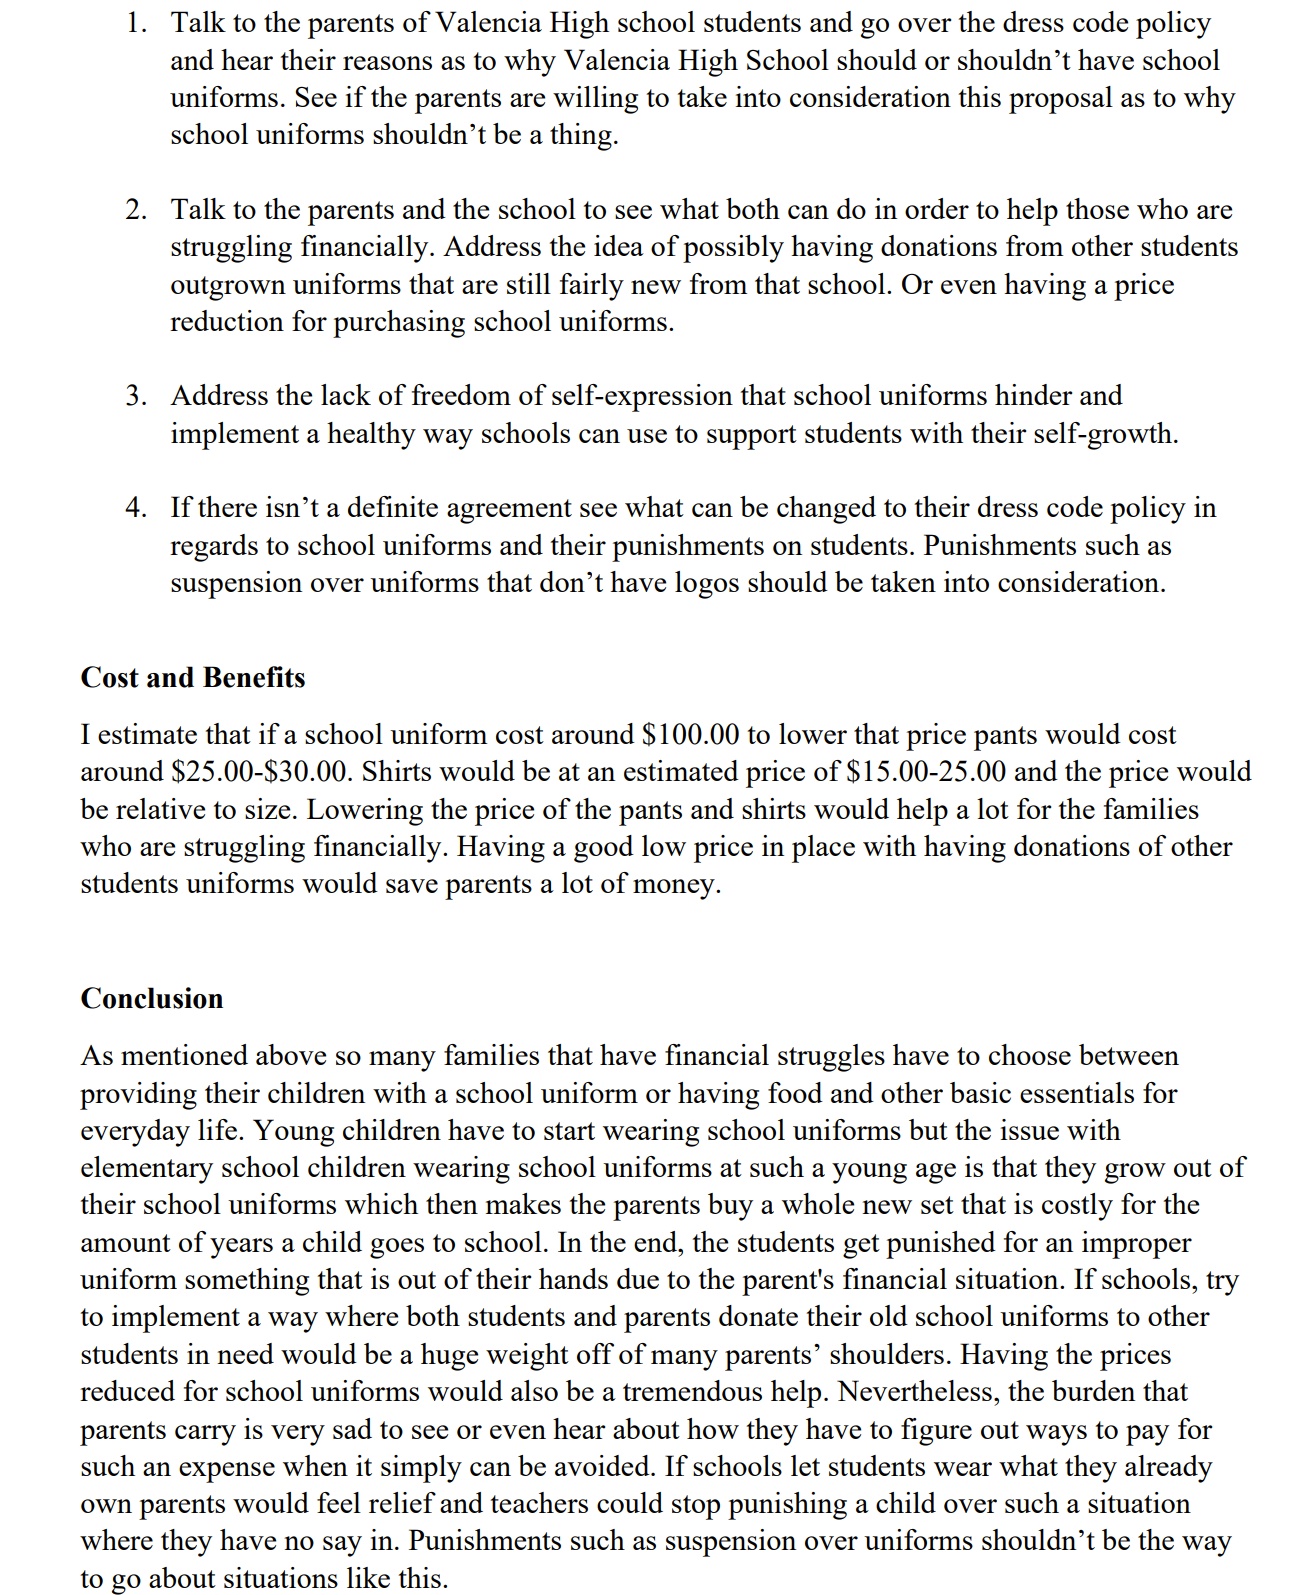 1. Talk to the parents of Valencia High school students and go over the dress code policy
and hear their reasons as to why Valencia High School should or shouldn’t have school
uniforms. See if the parents are willing to take into consideration this proposal as to why
school uniforms shouldn’t be a thing.
2. Talk to the parents and the school to see what both can do in order to help those who are
struggling financially. Address the idea of possibly having donations from other students
outgrown uniforms that are still fairly new from that school. Or even having a price
reduction for purchasing school uniforms.
3. Address the lack of freedom of self-expression that school uniforms hinder and
implement a healthy way schools can use to support students with their self-growth.
4. If there isn’t a definite agreement see what can be changed to their dress code policy in
regards to school uniforms and their punishments on students. Punishments such as
suspension over uniforms that don’t have logos should be taken into consideration.
Cost and Benefits
I estimate that if a school uniform cost around $100.00 to lower that price pants would cost
around $25.00-$30.00. Shirts would be at an estimated price of $15.00-25.00 and the price would
be relative to size. Lowering the price of the pants and shirts would help a lot for the families
who are struggling financially. Having a good low price in place with having donations of other
students uniforms would save parents a lot of money.
Conclusion
As mentioned above so many families that have financial struggles have to choose between
providing their children with a school uniform or having food and other basic essentials for
everyday life. Young children have to start wearing school uniforms but the issue with
elementary school children wearing school uniforms at such a young age is that they grow out of
their school uniforms which then makes the parents buy a whole new set that is costly for the
amount of years a child goes to school. In the end, the students get punished for an improper
uniform something that is out of their hands due to the parent's financial situation. If schools, try
to implement a way where both students and parents donate their old school uniforms to other
students in need would be a huge weight off of many parents’ shoulders. Having the prices
reduced for school uniforms would also be a tremendous help. Nevertheless, the burden that
parents carry is very sad to see or even hear about how they have to figure out ways to pay for
such an expense when it simply can be avoided. If schools let students wear what they already
own parents would feel relief and teachers could stop punishing a child over such a situation
where they have no say in. Punishments such as suspension over uniforms shouldn’t be the way
to go about situations like this.